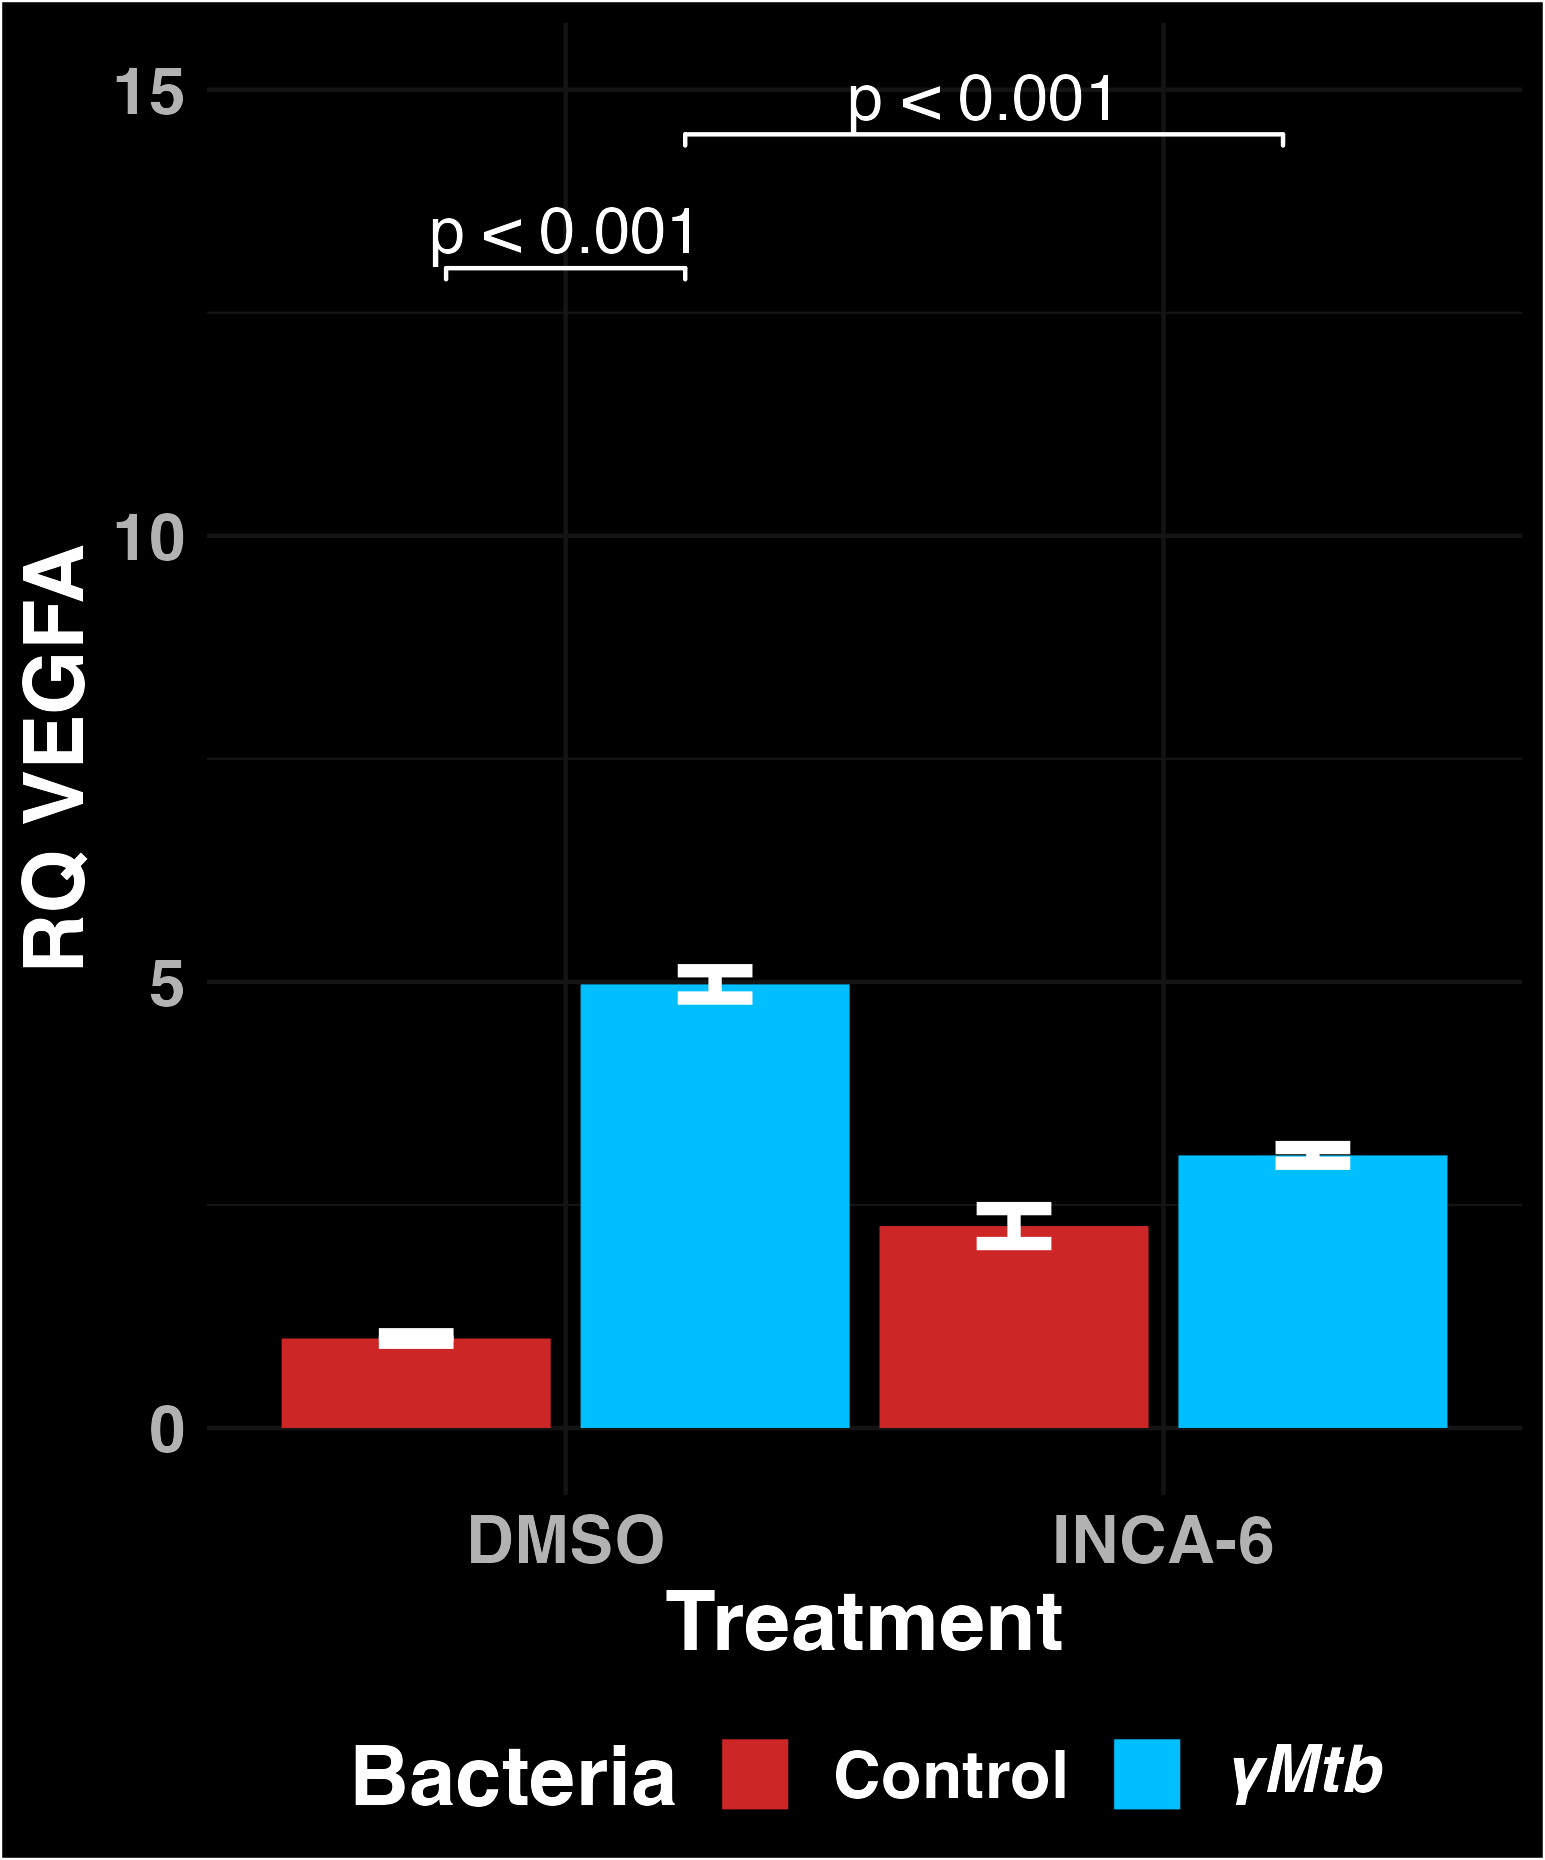 15
p < 0.001
p < 0.001
10
5
0
RQ VEGFA
DMSO INCA-6
Treatment
Bacteria Control γMtb